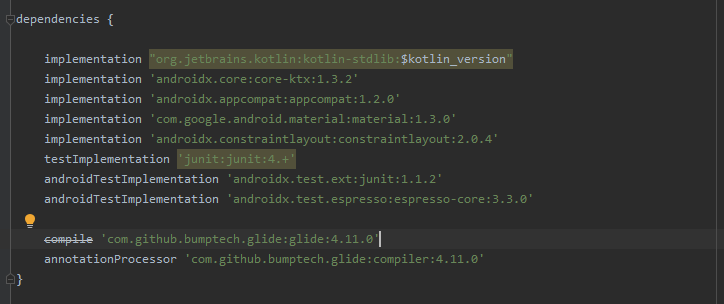 dependencies {
implementation "org.jetbrains.kotlin:kotlin-stdlib:$kotlin_version"
implementation 'androidx.core:core-ktx:1.3.2'
implementation 'androidx.appcompat:appcompat:1.2.0'
implementation 'com.google.android.material:material:1.3.0'
implementation 'androidx.constraintlayout:constraintlayout:2.0.4'
testImplementation 'junit:junit:4.+'
androidTestImplementation 'androidx.test.ext:junit:1.1.2'
androidTestImplementation 'androidx.test.espresso:espresso-core:3.3.0'
compile 'com.github.bumptech.glide:glide:4.11.0'
annotationProcessor 'com.github.bumptech.glide:compiler:4.11.0'
}